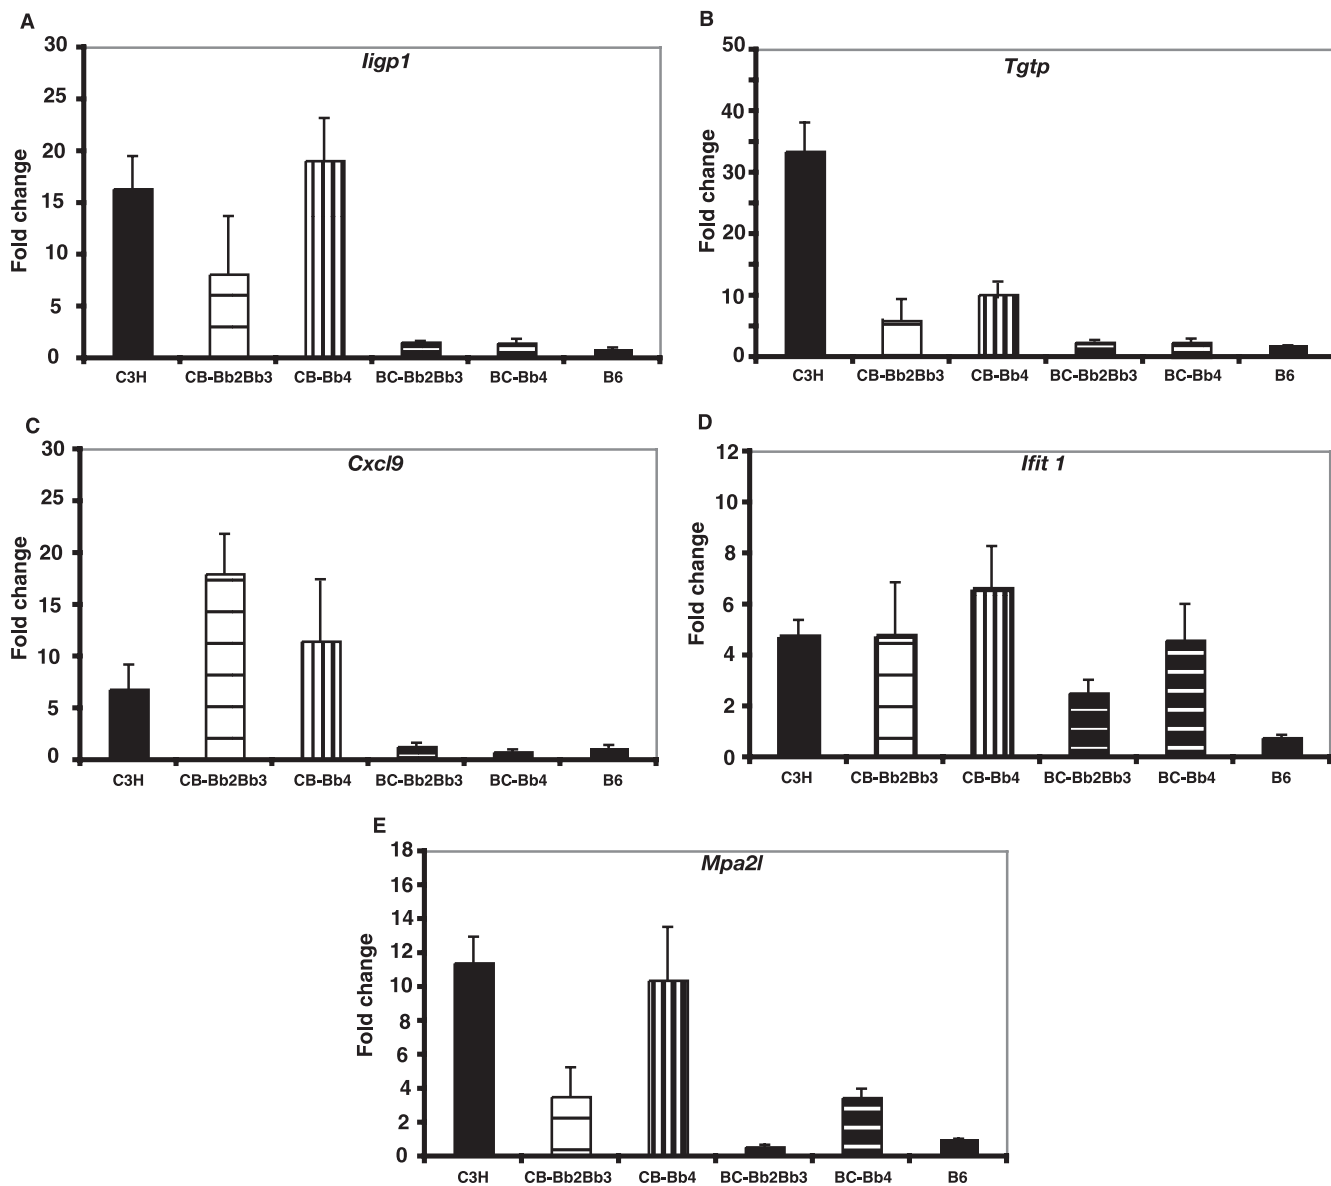 A
Iigp1
Fold change
30
25
20
15
10
5
0
C3H CB-Bb2Bb3 CB-Bb4 BC-Bb2Bb3 BC-Bb4 B6
B
Tgtp
Fold change
50
40
30
20
10
0
C3H CB-Bb2Bb3 CB-Bb4 BC-Bb2Bb3 BC-Bb4 B6
C
Cxcl9
Fold change
30
25
20
15
10
5
0
C3H CB-Bb2Bb3 CB-Bb4 BC-Bb2Bb3 BC-Bb4 B6
D
Ifit 1
Fold change
12
10
8
6
4
2
0
C3H CB-Bb2Bb3 CB-Bb4 BC-Bb2Bb3 BC-Bb4 B6
E
Mpa2l
Fold change
18
16
14
12
10
8
6
4
2
0
C3H CB-Bb2Bb3 CB-Bb4 BC-Bb2Bb3 BC-Bb4 B6